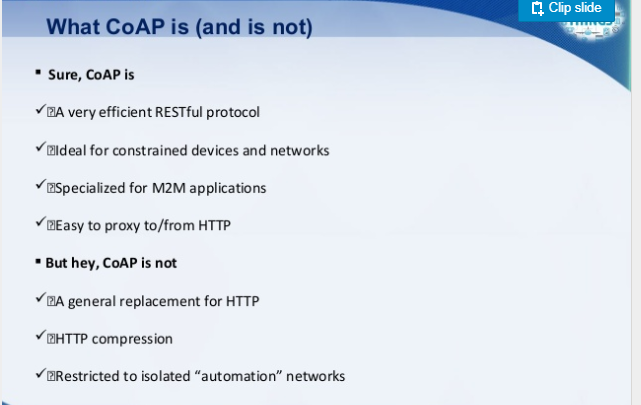 Clip slide
What CoAP is (and is not)
▪ Sure, CoAP is
✓ A very efficient RESTful protocol
✓ Ideal for constrained devices and networks
✓ Specialized for M2M applications
✓ Easy to proxy to/from HTTP
▪ But hey, CoAP is not
✓ A general replacement for HTTP
✓ HTTP compression
✓ Restricted to isolated “automation” networks